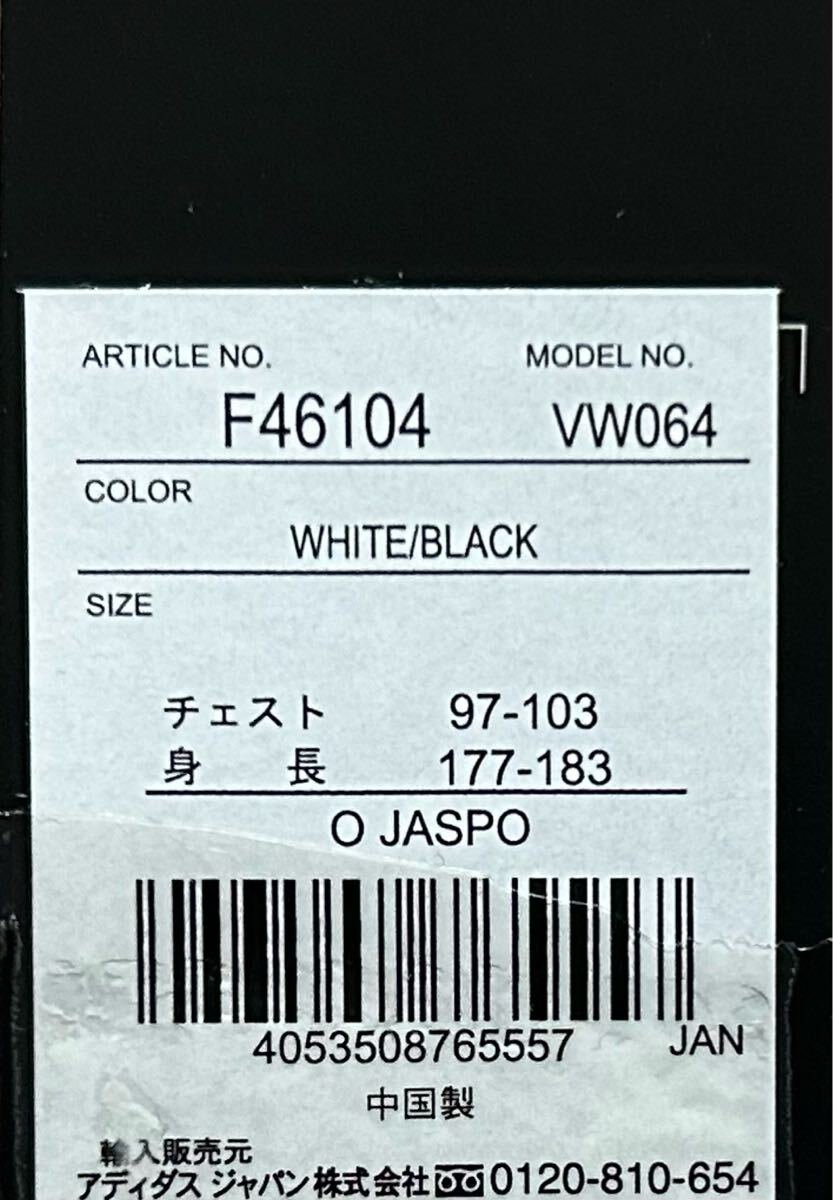 ARTICLE NO. MODEL NO.
F46104 VW064
COLOR
WHITE/BLACK
SIZE
チェスト 97-103
身長 177-183
O JASPO
4053508765557 JAN
中国製
輸入販売元
アディダス ジャパン株式会社 0120-810-654